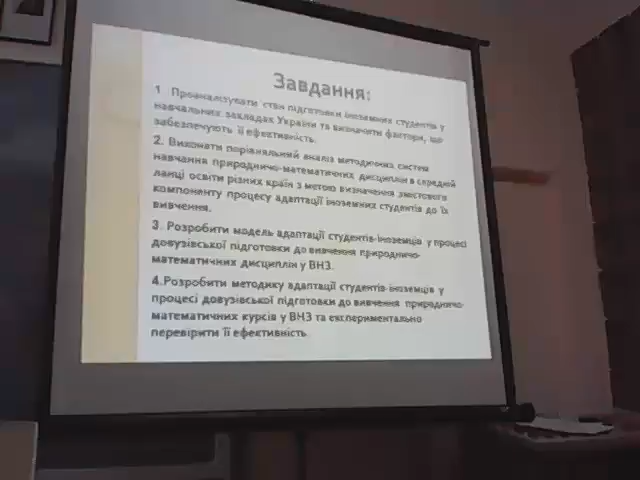 Завдання:
1 Проаналізувати стан підготовки іноземних студентів у
навчальних закладах України та визначити фактори, що
забезпечують її ефективність.
2. Виконати порівняльний аналіз методичних систем
навчання природничо-математичних дисциплін в середній
ланці освіти різних країн з метою визначення змістового
компоненту процесу адаптації іноземних студентів до їх
вивчення.
3. Розробити модель адаптації студентів-іноземців у процесі
довузівської підготовки до вивчення природничо-
математичних дисциплін у ВНЗ.
4.Розробити методику адаптації студентів-іноземців у
процесі довузівської підготовки до вивчення природничо-
математичних курсів у ВНЗ та експериментально
перевірити її ефективність.